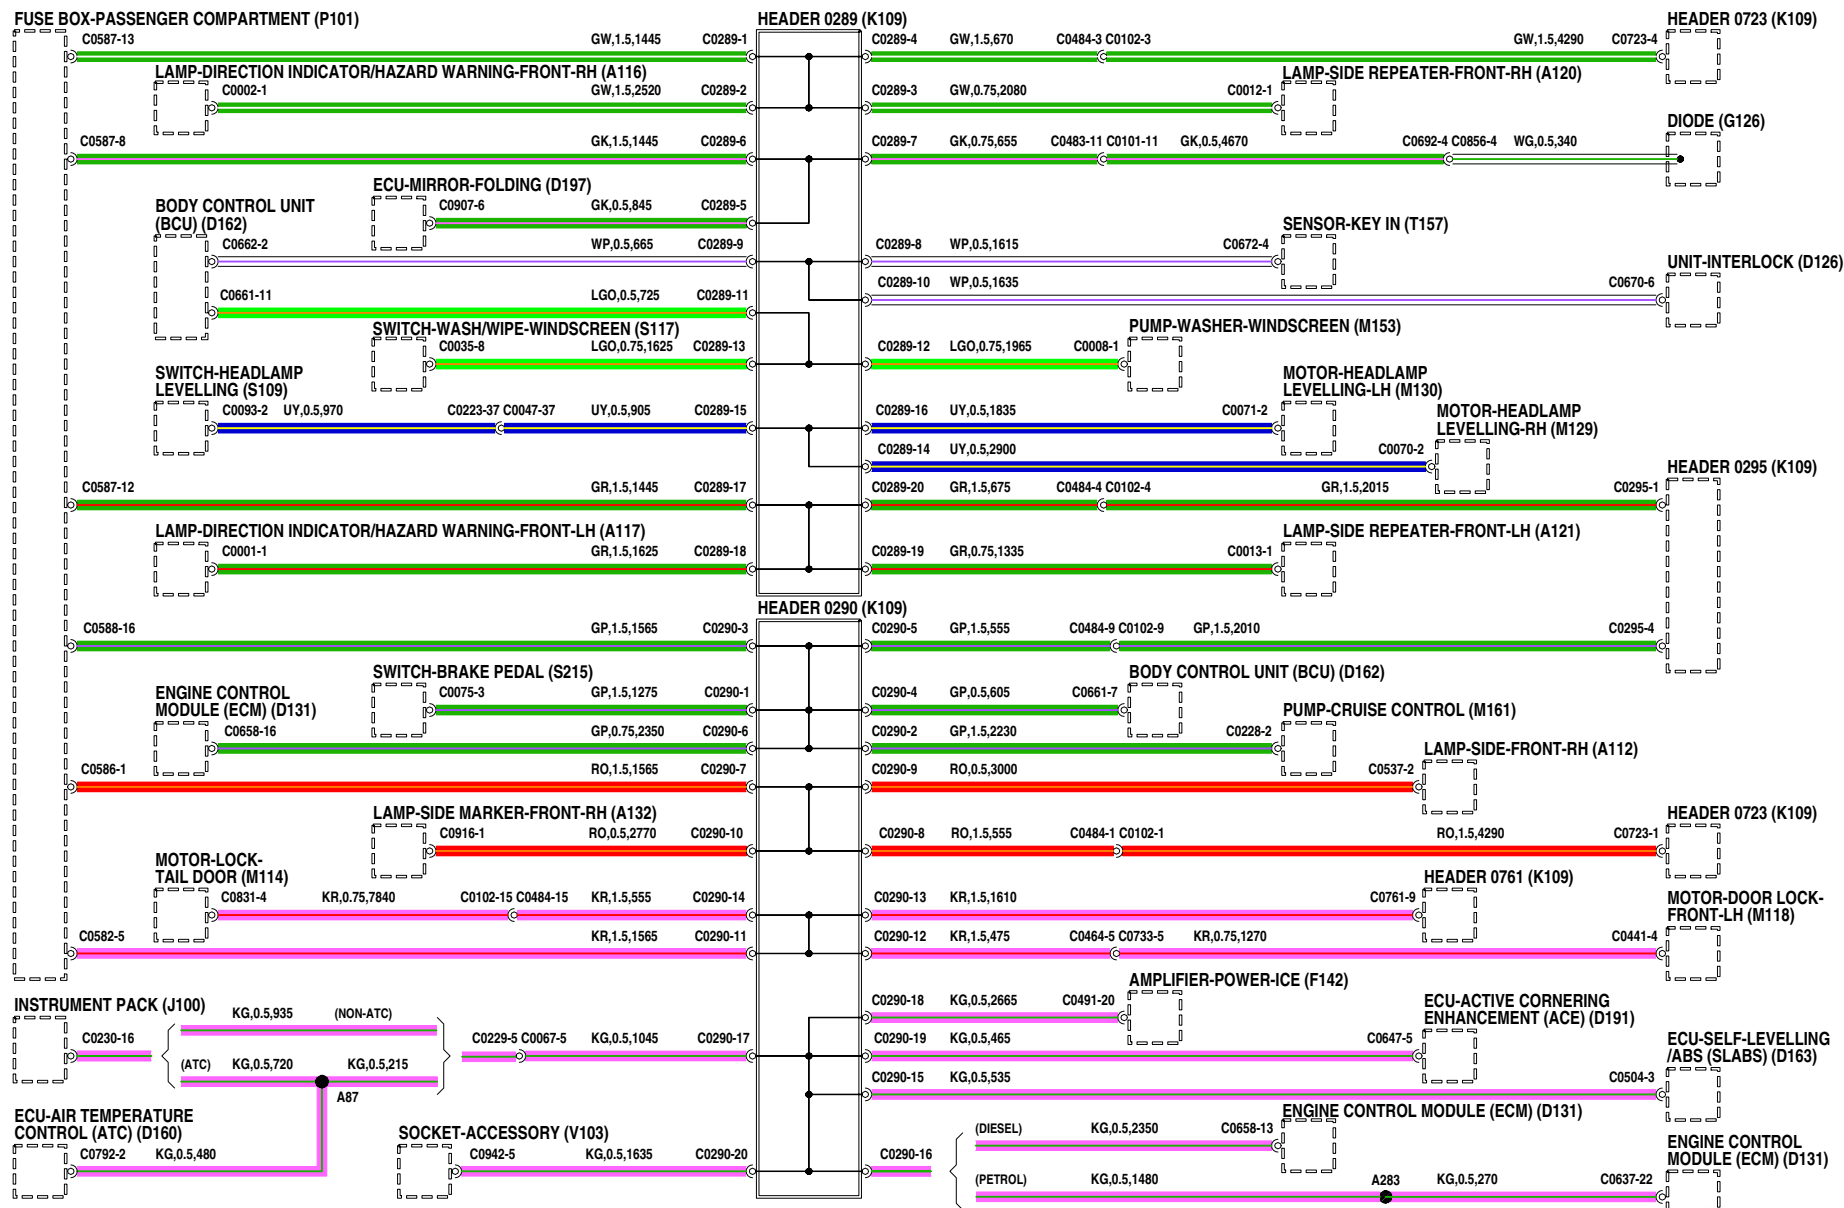 FUSE BOX-PASSENGER COMPARTMENT (P101)
HEADER 0289 (K109)
HEADER 0723 (K109)
C0587-13 GW,1.5,1445 C0289-1
C0289-4 GW,1.5,670 C0484-3 C0102-3 GW,1.5,4290 C0723-4
LAMP-DIRECTION INDICATOR/HAZARD WARNING-FRONT-RH (A116)
LAMP-SIDE REPEATER-FRONT-RH (A120)
C0002-1 GW,1.5,2520 C0289-2
C0289-3 GW,0.75,2080 C0012-1
DIODE (G126)
C0587-8 GK,1.5,1445 C0289-6
C0289-7 GK,0.75,655 C0483-11 C0101-11 GK,0.5,4670 C0692-4 C0856-4 WG,0.5,340
ECU-MIRROR-FOLDING (D197)
C0907-6 GK,0.5,845 C0289-5
BODY CONTROL UNIT
(BCU) (D162)
SENSOR-KEY IN (T157)
C0662-2 WP,0.5,665 C0289-9
C0289-8 WP,0.5,1615 C0672-4
UNIT-INTERLOCK (D126)
C0289-10 WP,0.5,1635 C0670-6
C0661-11 LGO,0.5,725 C0289-11
SWITCH-WASH/WIPE-WINDSCREEN (S117)
PUMP-WASHER-WINDSCREEN (M153)
C0035-8 LGO,0.75,1625 C0289-13
C0289-12 LGO,0.75,1965 C0008-1
SWITCH-HEADLAMP
LEVELLING (S109)
MOTOR-HEADLAMP
LEVELLING-LH (M130)
C0093-2 UY,0.5,970 C0223-37 C0047-37 UY,0.5,905 C0289-15
C0289-16 UY,0.5,1835 C0071-2
MOTOR-HEADLAMP
LEVELLING-RH (M129)
C0289-14 UY,0.5,2900 C0070-2
HEADER 0295 (K109)
C0587-12 GR,1.5,1445 C0289-17
C0289-20 GR,1.5,675 C0484-4 C0102-4 GR,1.5,2015 C0295-1
LAMP-DIRECTION INDICATOR/HAZARD WARNING-FRONT-LH (A117)
LAMP-SIDE REPEATER-FRONT-LH (A121)
C0001-1 GR,1.5,1625 C0289-18
C0289-19 GR,0.75,1335 C0013-1
HEADER 0290 (K109)
C0588-16 GP,1.5,1565 C0290-3
C0290-5 GP,1.5,555 C0484-9 C0102-9 GP,1.5,2010 C0295-4
SWITCH-BRAKE PEDAL (S215)
BODY CONTROL UNIT (BCU) (D162)
C0075-3 GP,1.5,1275 C0290-1
C0290-4 GP,0.5,605 C0661-7
ENGINE CONTROL
MODULE (ECM) (D131)
PUMP-CRUISE CONTROL (M161)
C0658-16 GP,0.75,2350 C0290-6
C0290-2 GP,1.5,2230 C0228-2
LAMP-SIDE-FRONT-RH (A112)
C0586-1 RO,1.5,1565 C0290-7
C0290-9 RO,0.5,3000 C0537-2
LAMP-SIDE MARKER-FRONT-RH (A132)
HEADER 0723 (K109)
C0916-1 RO,0.5,2770 C0290-10
C0290-8 RO,1.5,555 C0484-1 C0102-1 RO,1.5,4290 C0723-1
MOTOR-LOCK-
TAIL DOOR (M114)
HEADER 0761 (K109)
C0831-4 KR,0.75,7840 C0102-15 C0484-15 KR,1.5,555 C0290-14
C0290-13 KR,1.5,1610 C0761-9
MOTOR-DOOR LOCK-
FRONT-LH (M118)
C0582-5 KR,1.5,1565 C0290-11
C0290-12 KR,1.5,475 C0464-5 C0733-5 KR,0.75,1270 C0441-4
AMPLIFIER-POWER-ICE (F142)
C0290-18 KG,0.5,2665 C0491-20
INSTRUMENT PACK (J100)
KG,0.5,935 (NON-ATC)
ECU-ACTIVE CORNERING
ENHANCEMENT (ACE) (D191)
C0230-16
C0229-5 C0067-5 KG,0.5,1045 C0290-17
C0290-19 KG,0.5,465 C0647-5
ECU-SELF-LEVELLING
/ABS (SLABS) (D163)
(ATC) KG,0.5,720 KG,0.5,215
A87
C0290-15 KG,0.5,535 C0504-3
ECU-AIR TEMPERATURE
CONTROL (ATC) (D160)
ENGINE CONTROL MODULE (ECM) (D131)
(DIESEL) KG,0.5,2350 C0658-13
SOCKET-ACCESSORY (V103)
ENGINE CONTROL
MODULE (ECM) (D131)
C0792-2 KG,0.5,480
C0942-5 KG,0.5,1635 C0290-20
C0290-16
(PETROL) KG,0.5,1480 A283 KG,0.5,270 C0637-22